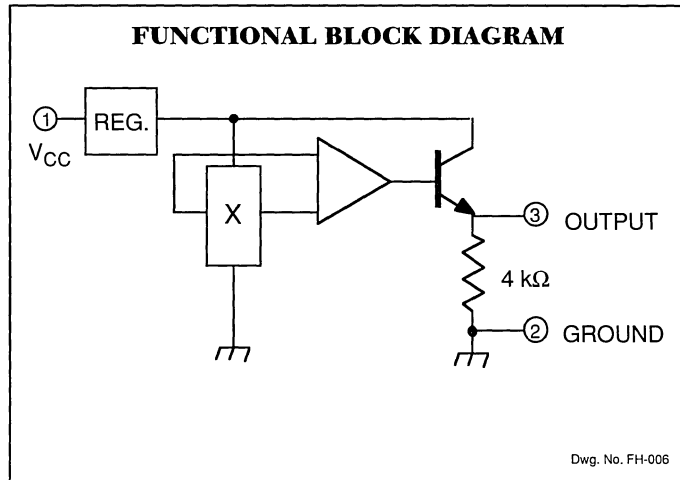 FUNCTIONAL BLOCK DIAGRAM
1
REG.
VCC
X
3 OUTPUT
4 kΩ
2 GROUND
Dwg. No. FH-006